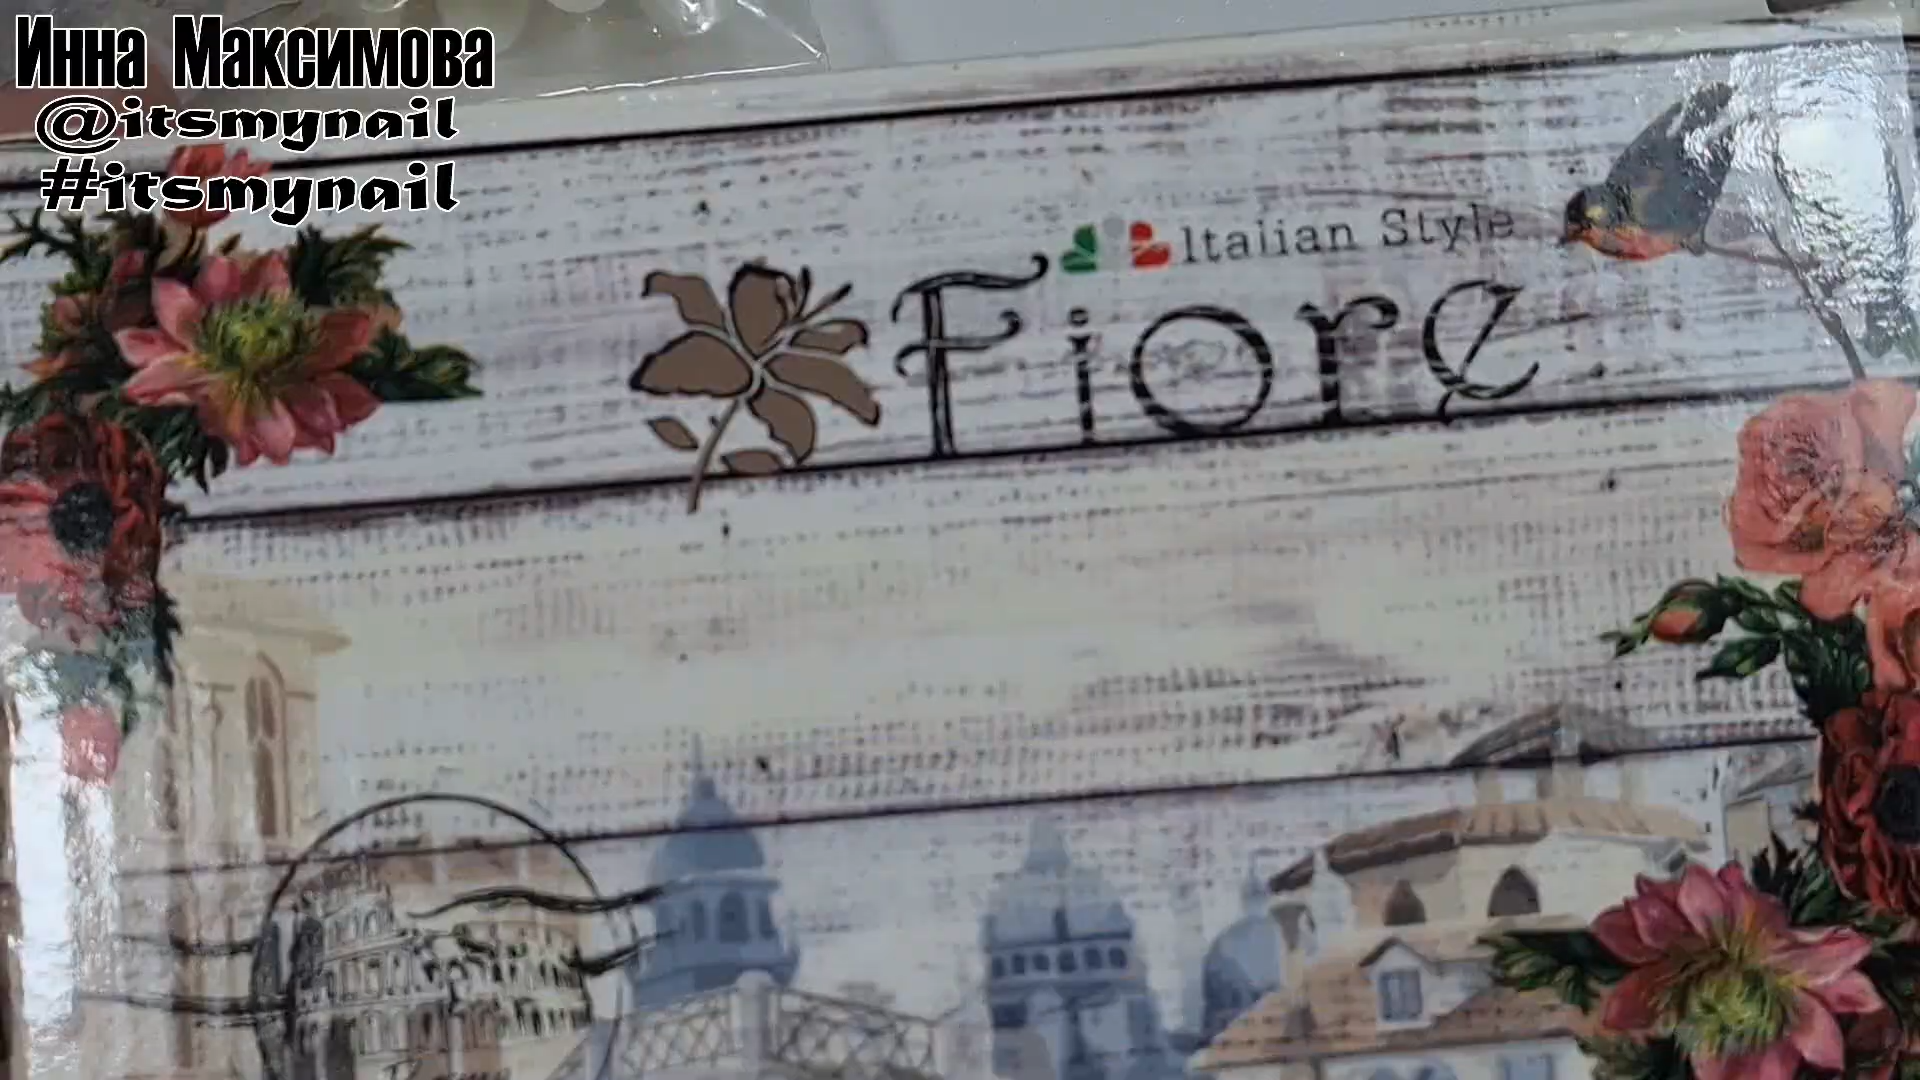 Инна Максимова
@itsmynail
#itsmynail
Italian Style
Fiore